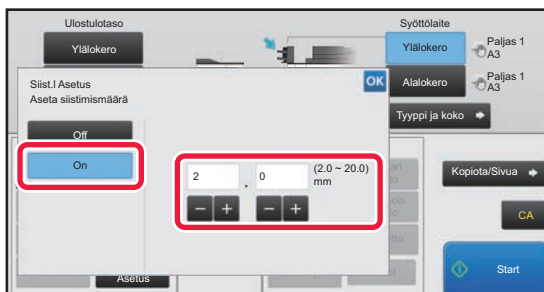 Ulostulotaso
Syöttölaite
Ylälokero
Ylälokero
Paljas 1
A3
Siist.l Asetus
OK
Aseta siistimismäärä
Alalokero
Paljas 1
A3
Off
Tyyppi ja koko
On
2 . 0 (2.0 ~ 20.0)
mm
Kopiota/Sivua
− + − +
CA
Asetus
Start